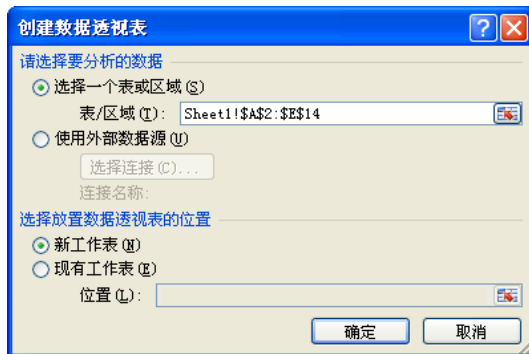 创建数据透视表
请选择要分析的数据
选择一个表或区域(S)
表/区域(T): Sheet1!$A$2:$E$14
使用外部数据源(U)
选择连接(C)...
连接名称:
选择放置数据透视表的位置
新工作表(N)
现有工作表(E)
位置(L):
确定 取消